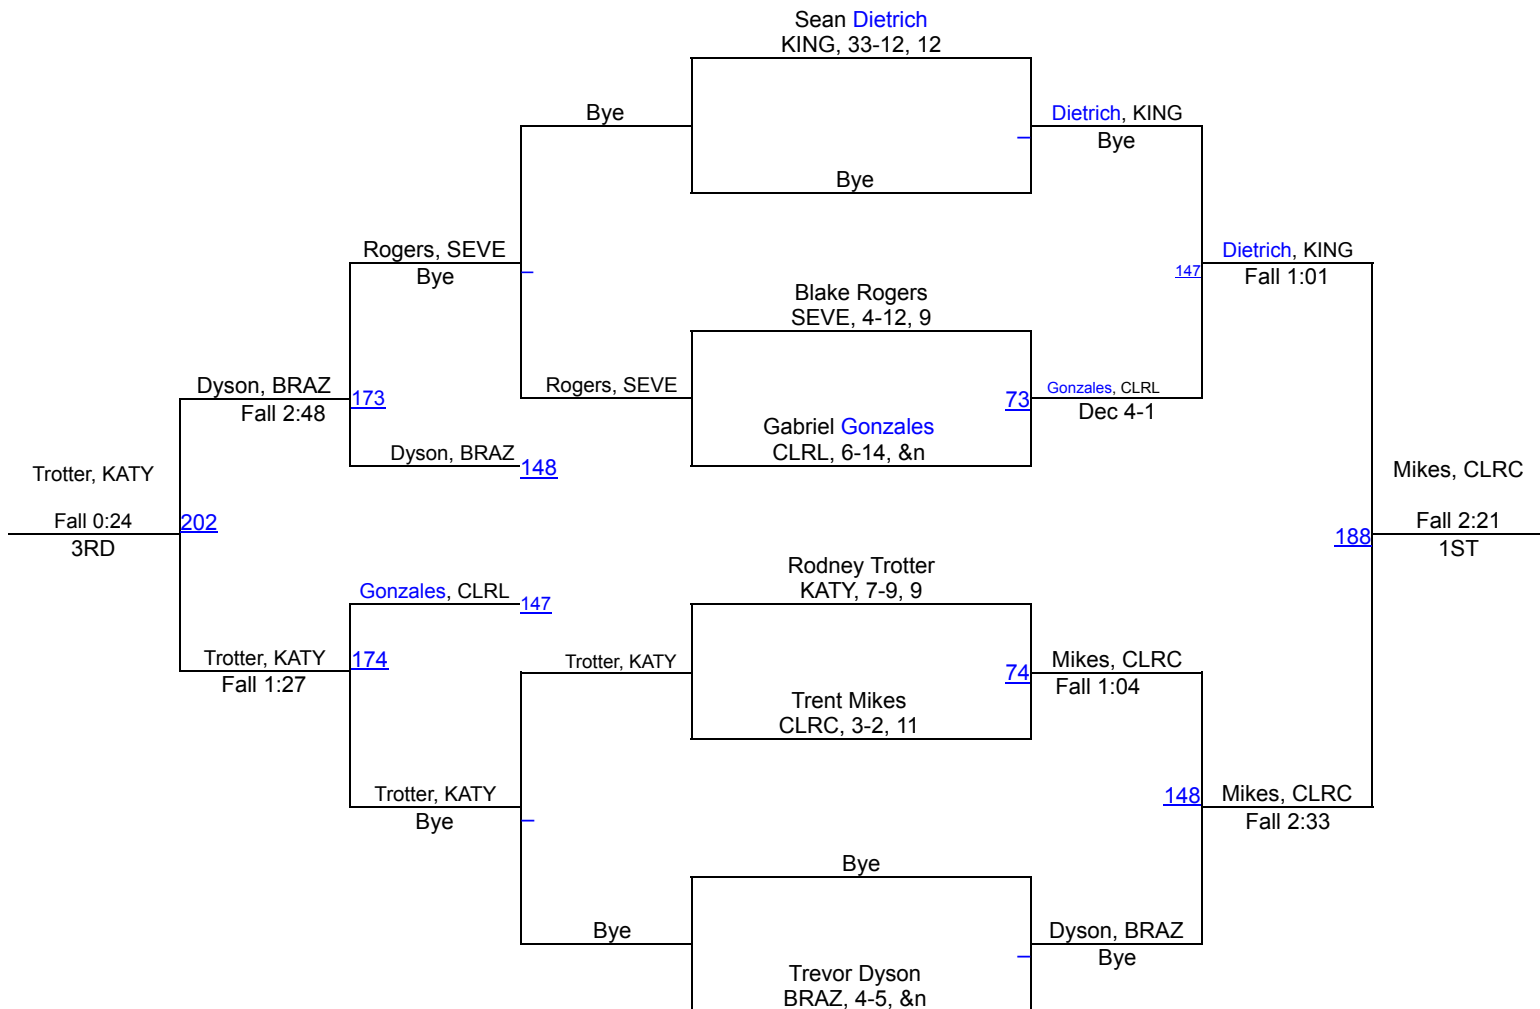 Sean Dietrich
KING, 33-12, 12
Bye
Dietrich, KING
Bye
Bye
Rogers, SEVE
Bye
Dietrich, KING
Fall 1:01
147
Blake Rogers
SEVE, 4-12, 9
Dyson, BRAZ
Fall 2:48
173
Rogers, SEVE
73
Gonzales, CLRL
Dec 4-1
Gabriel Gonzales
CLRL, 6-14, &n
Dyson, BRAZ
148
Trotter, KATY
Fall 0:24
3RD
202
Mikes, CLRC
Fall 2:21
1ST
188
Rodney Trotter
KATY, 7-9, 9
Gonzales, CLRL
147
Trotter, KATY
Fall 1:27
174
Trotter, KATY
74
Mikes, CLRC
Fall 1:04
Trent Mikes
CLRC, 3-2, 11
Trotter, KATY
Bye
148
Mikes, CLRC
Fall 2:33
Bye
Bye
Dyson, BRAZ
Bye
Trevor Dyson
BRAZ, 4-5, &n